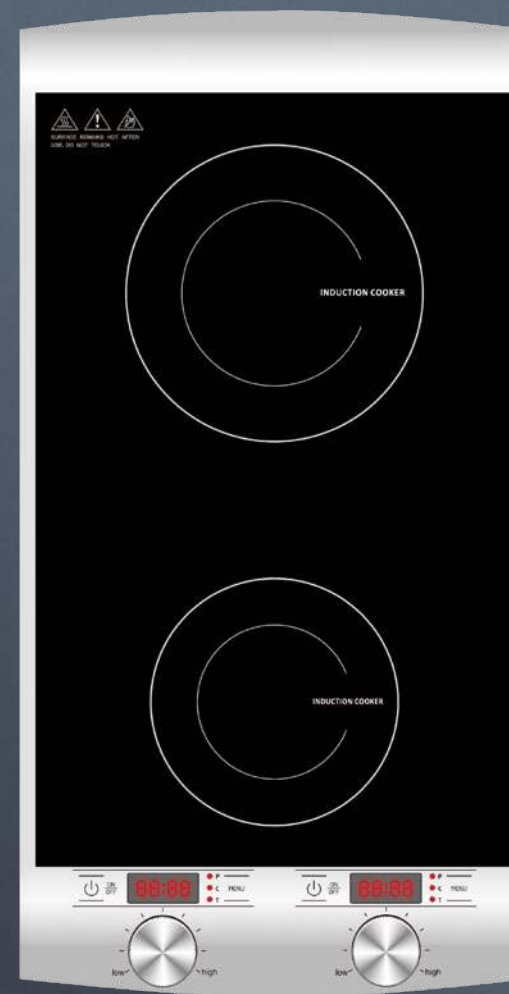 SURFACE REMAINS HOT AFTER
USE, DO NOT TOUCH
INDUCTION COOKER
INDUCTION COOKER
ON
OFF
88:88
P
C
T
MENU
ON
OFF
88:88
P
C
T
MENU
low
high
low
high